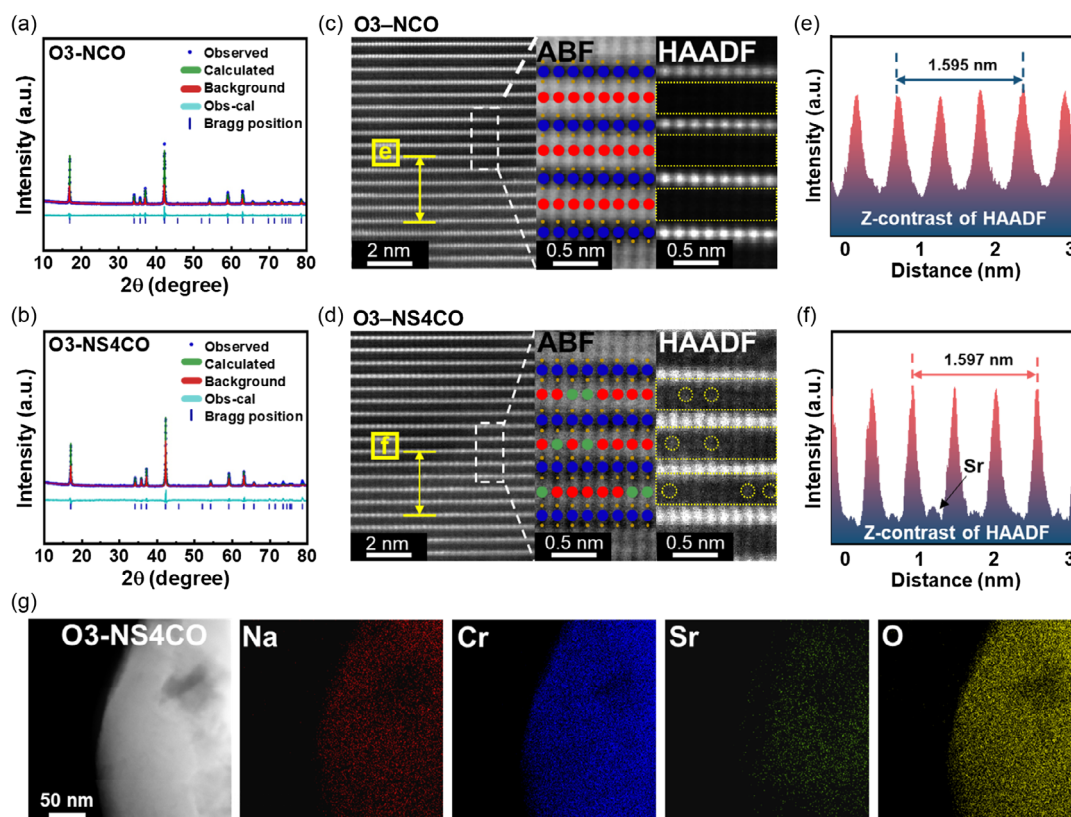 (a)
O3-NCO
Observed
Calculated
Background
Obs-cal
Bragg position
Intensity (a.u.)
10 20 30 40 50 60 70 80
2θ (degree)
(b)
O3-NS4CO
Observed
Calculated
Background
Obs-cal
Bragg position
Intensity (a.u.)
10 20 30 40 50 60 70 80
2θ (degree)
(c)
O3–NCO
ABF
HAADF
e
2 nm
0.5 nm
0.5 nm
(d)
O3–NS4CO
ABF
HAADF
f
2 nm
0.5 nm
0.5 nm
(e)
1.595 nm
Intensity (a.u.)
Z-contrast of HAADF
0 1 2 3
Distance (nm)
(f)
1.597 nm
Sr
Intensity (a.u.)
Z-contrast of HAADF
0 1 2 3
Distance (nm)
(g)
O3-NS4CO
50 nm
Na
Cr
Sr
O